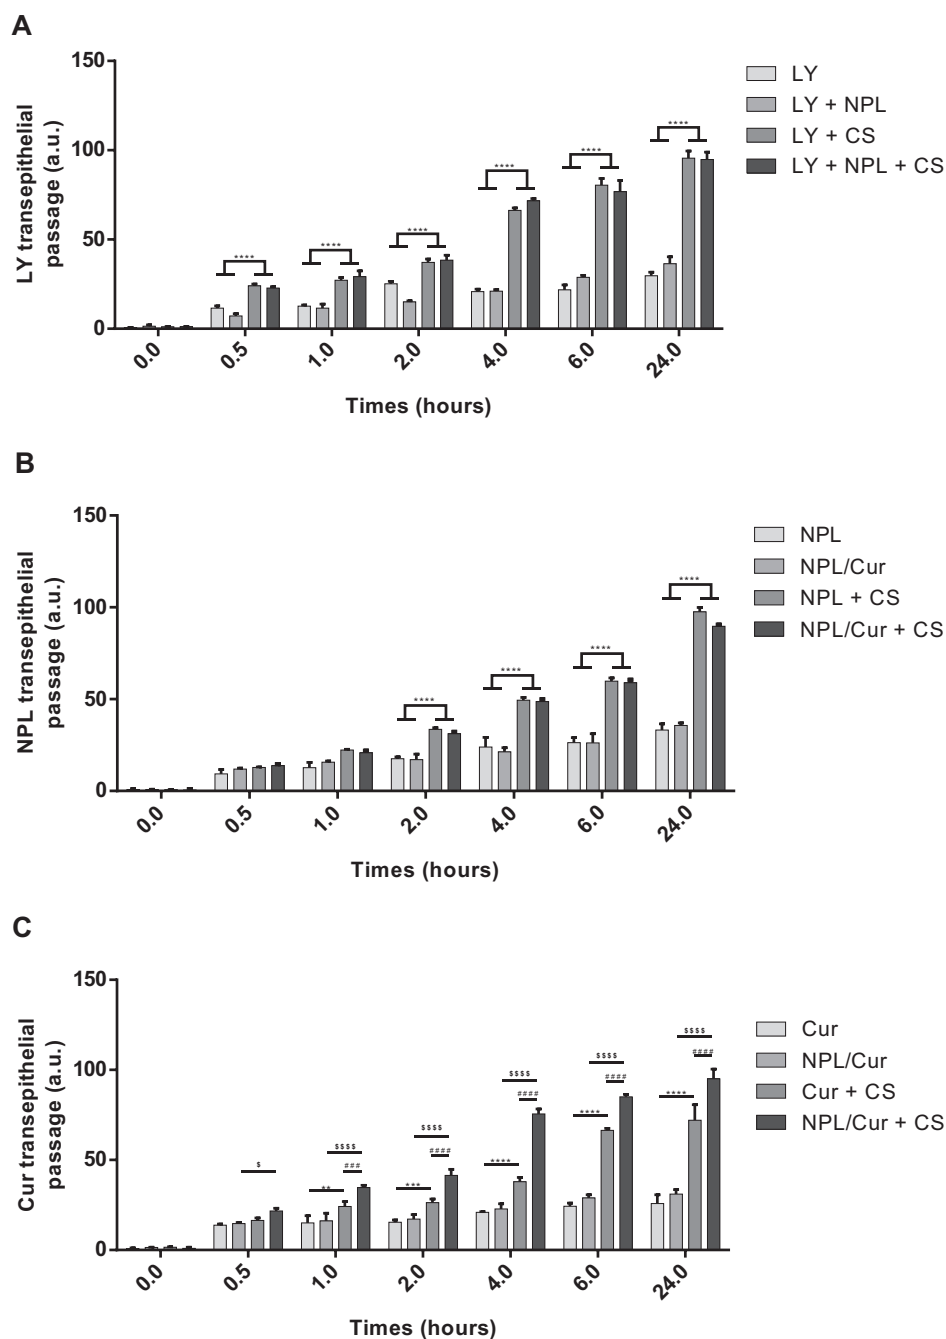 A
LY transepithelial
passage (a.u.)
150
100
50
0
****
****
****
****
****
****
0.0
0.5
1.0
2.0
4.0
6.0
24.0
Times (hours)
LY
LY + NPL
LY + CS
LY + NPL + CS
B
NPL transepithelial
passage (a.u.)
150
100
50
0
****
****
****
****
0.0
0.5
1.0
2.0
4.0
6.0
24.0
Times (hours)
NPL
NPL/Cur
NPL + CS
NPL/Cur + CS
C
Cur transepithelial
passage (a.u.)
150
100
50
0
$
$$$$
###
**
$$$$
####
***
$$$$
####
****
$$$$
####
****
$$$$
####
****
0.0
0.5
1.0
2.0
4.0
6.0
24.0
Times (hours)
Cur
NPL/Cur
Cur + CS
NPL/Cur + CS